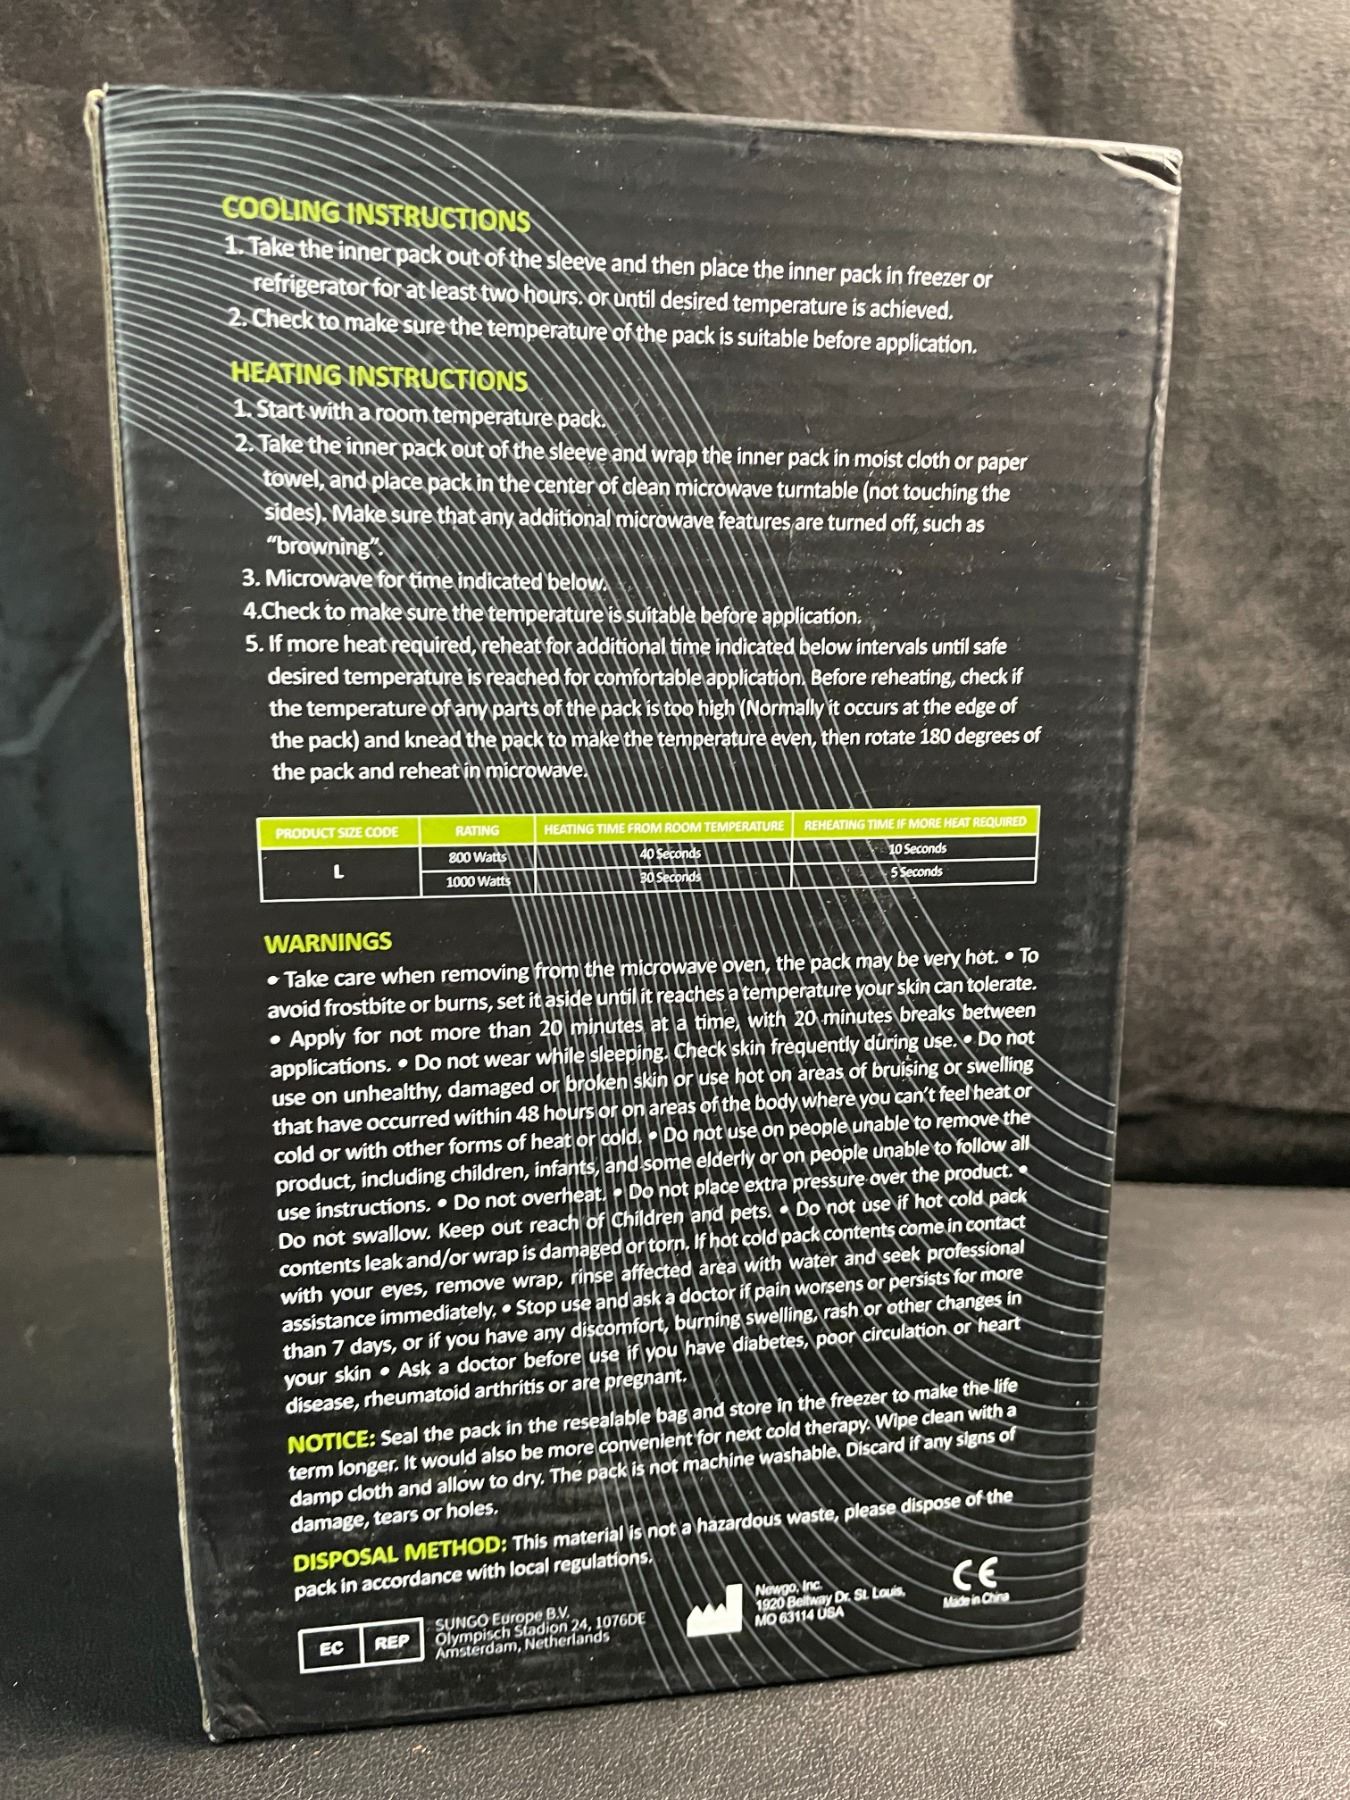 COOLING INSTRUCTIONS
1. Take the inner pack out of the sleeve and then place the inner pack in freezer or
refrigerator for at least two hours. or until desired temperature is achieved.
2. Check to make sure the temperature of the pack is suitable before application.
HEATING INSTRUCTIONS
1. Start with a room temperature pack.
2. Take the inner pack out of the sleeve and wrap the inner pack in moist cloth or paper
towel, and place pack in the center of clean microwave turntable (not touching the
sides). Make sure that any additional microwave features are turned off, such as
“browning”.
3. Microwave for time indicated below.
4.Check to make sure the temperature is suitable before application.
5. If more heat required, reheat for additional time indicated below intervals until safe
desired temperature is reached for comfortable application. Before reheating, check if
the temperature of any parts of the pack is too high (Normally it occurs at the edge of
the pack) and knead the pack to make the temperature even, then rotate 180 degrees of
the pack and reheat in microwave.
PRODUCT SIZE CODE RATING HEATING TIME FROM ROOM TEMPERATURE REHEATING TIME IF MORE HEAT REQUIRED
L 800 Watts 40 Seconds 10 Seconds
1000 Watts 30 Seconds 5 Seconds
WARNINGS
• Take care when removing from the microwave oven, the pack may be very hot. • To
avoid frostbite or burns, set it aside until it reaches a temperature your skin can tolerate.
• Apply for not more than 20 minutes at a time, with 20 minutes breaks between
applications. • Do not wear while sleeping. Check skin frequently during use. • Do not
use on unhealthy, damaged or broken skin or use hot on areas of bruising or swelling
that have occurred within 48 hours or on areas of the body where you can’t feel heat or
cold or with other forms of heat or cold. • Do not use on people unable to remove the
product, including children, infants, and some elderly or on people unable to follow all
use instructions. • Do not overheat. • Do not place extra pressure over the product. •
Do not swallow. Keep out reach of Children and pets. • Do not use if hot cold pack
contents leak and/or wrap is damaged or torn. If hot cold pack contents come in contact
with your eyes, remove wrap, rinse affected area with water and seek professional
assistance immediately. • Stop use and ask a doctor if pain worsens or persists for more
than 7 days, or if you have any discomfort, burning swelling, rash or other changes in
your skin • Ask a doctor before use if you have diabetes, poor circulation or heart
disease, rheumatoid arthritis or are pregnant.
NOTICE: Seal the pack in the resealable bag and store in the freezer to make the life
term longer. It would also be more convenient for next cold therapy. Wipe clean with a
damp cloth and allow to dry. The pack is not machine washable. Discard if any signs of
damage, tears or holes.
DISPOSAL METHOD: This material is not a hazardous waste, please dispose of the
pack in accordance with local regulations.
EC REP
SUNGO Europe B.V.
Olympisch Stadion 24, 1076DE
Amsterdam, Netherlands
Newgo, Inc.
1920 Beltway Dr. St. Louis,
MO 63114 USA
CE
Made in China